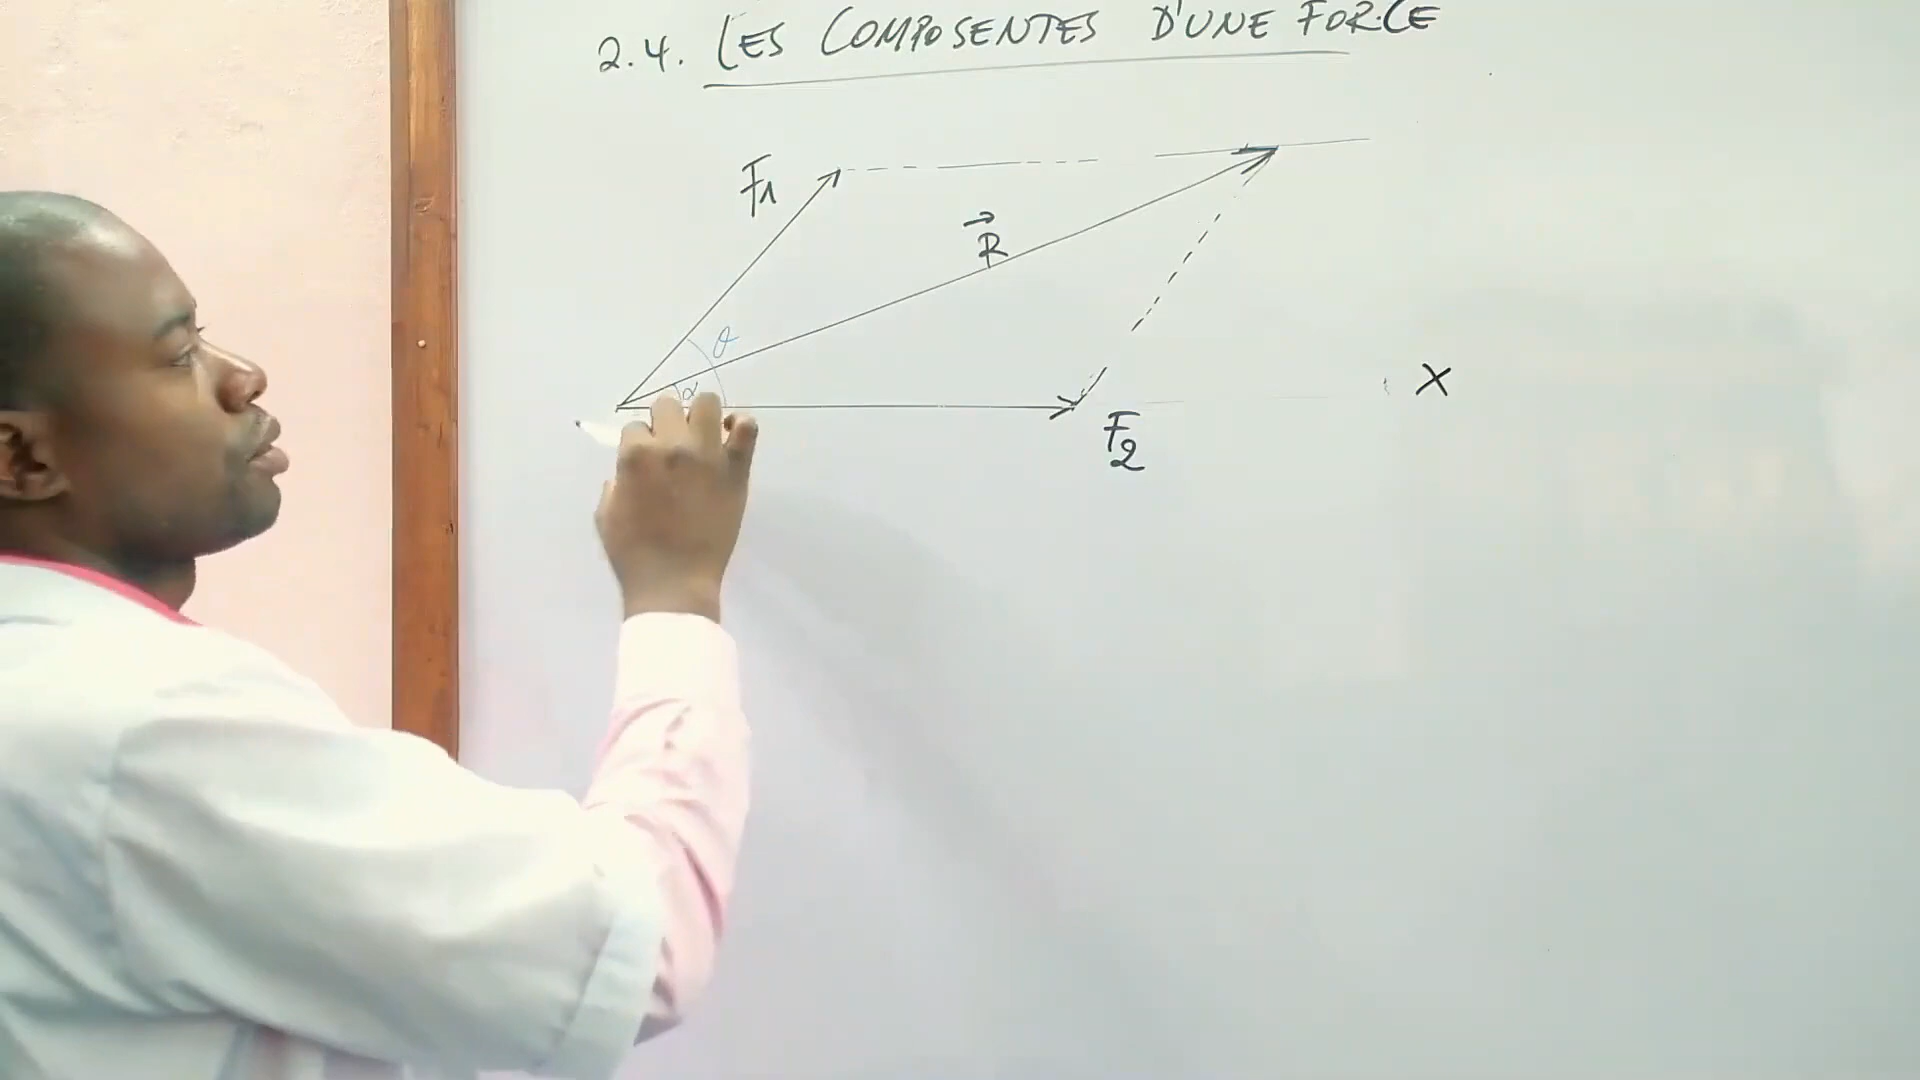 2.4. LES COMPOSENTES D'UNE FORCE
F1
R
θ
α
X
F2